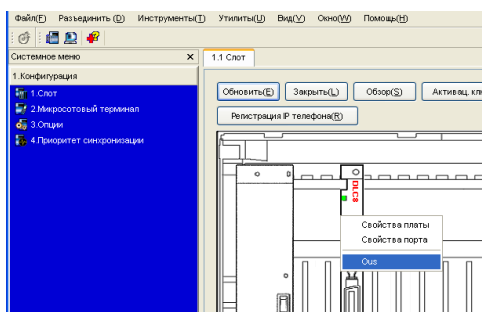 Файл(F) Разъединить (D) Инструменты(T) Утилиты(U) Вид(V) Окно(W) Помощь(H)
Системное меню
1.1 Слот
1.Конфигурация
1.Слот
2.Микросотовый терминал
3.Опции
4.Приоритет синхронизации
Обновить(E) Закрыть(L) Обзор(S) Активац. кл
Регистрация IP телефона(R)
DLC8
Свойства платы
Свойства порта
Ous